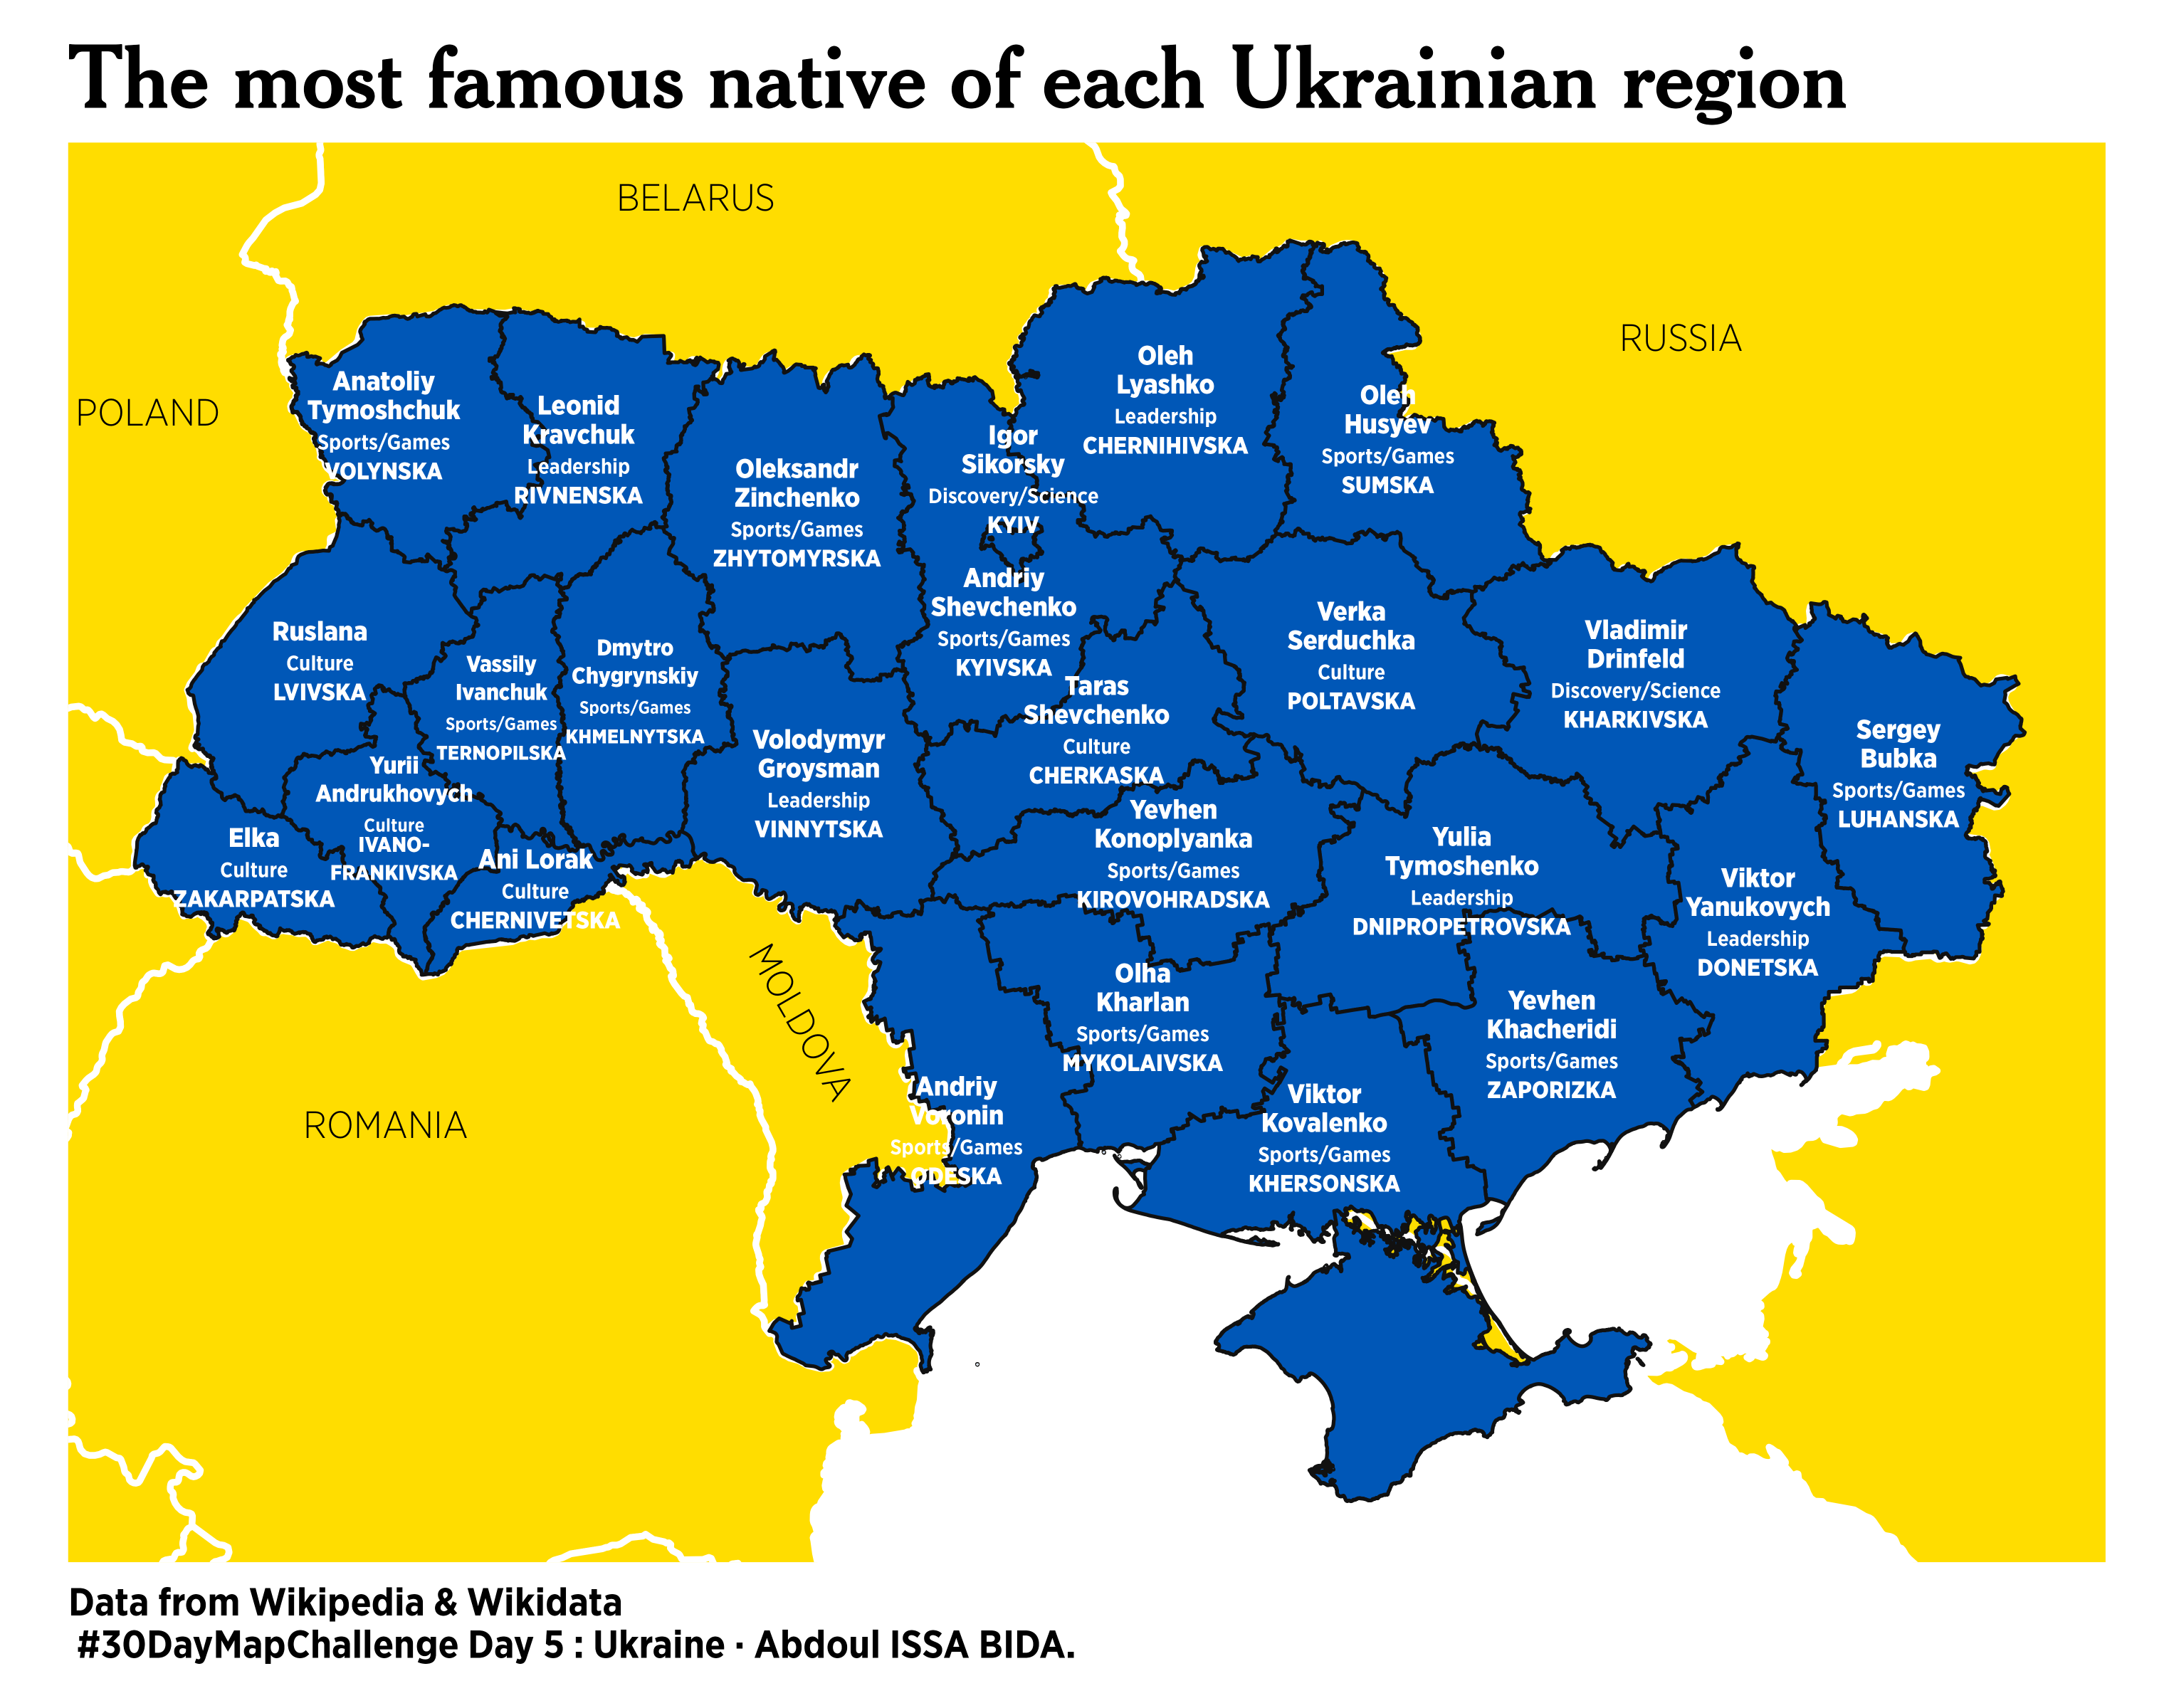 The most famous native of each Ukrainian region
BELARUS
RUSSIA
POLAND
Anatoliy
Tymoshchuk
Sports/Games
VOLYNSKA
Leonid
Kravchuk
Leadership
RIVNENSKA
Oleksandr
Zinchenko
Sports/Games
ZHYTOMYRSKA
Igor
Sikorsky
Discovery/Science
KYIV
Oleh
Lyashko
Leadership
CHERNIHIVSKA
Oleh
Husyev
Sports/Games
SUMSKA
Andriy
Shevchenko
Sports/Games
KYIVSKA
Ruslana
Culture
LVIVSKA
Vassily
Ivanchuk
Sports/Games
TERNOPILSKA
Dmytro
Chygrynskiy
Sports/Games
KHMELNYTSKA
Volodymyr
Groysman
Leadership
VINNYTSKA
Taras
Shevchenko
Culture
CHERKASKA
Verka
Serduchka
Culture
POLTAVSKA
Vladimir
Drinfeld
Discovery/Science
KHARKIVSKA
Sergey
Bubka
Sports/Games
LUHANSKA
Elka
Culture
ZAKARPATSKA
Yurii
Andrukhovych
Culture
IVANO-
FRANKIVSKA
Ani Lorak
Culture
CHERNIVETSKA
Yevhen
Konoplyanka
Sports/Games
KIROVOHRADSKA
Yulia
Tymoshenko
Leadership
DNIPROPETROVSKA
Viktor
Yanukovych
Leadership
DONETSKA
MOLDOVA
Olha
Kharlan
Sports/Games
MYKOLAIVSKA
Yevhen
Khacheridi
Sports/Games
ZAPORIZKA
ROMANIA
Andriy
Voronin
Sports/Games
ODESKA
Viktor
Kovalenko
Sports/Games
KHERSONSKA
Data from Wikipedia & Wikidata
#30DayMapChallenge Day 5 : Ukraine · Abdoul ISSA BIDA.